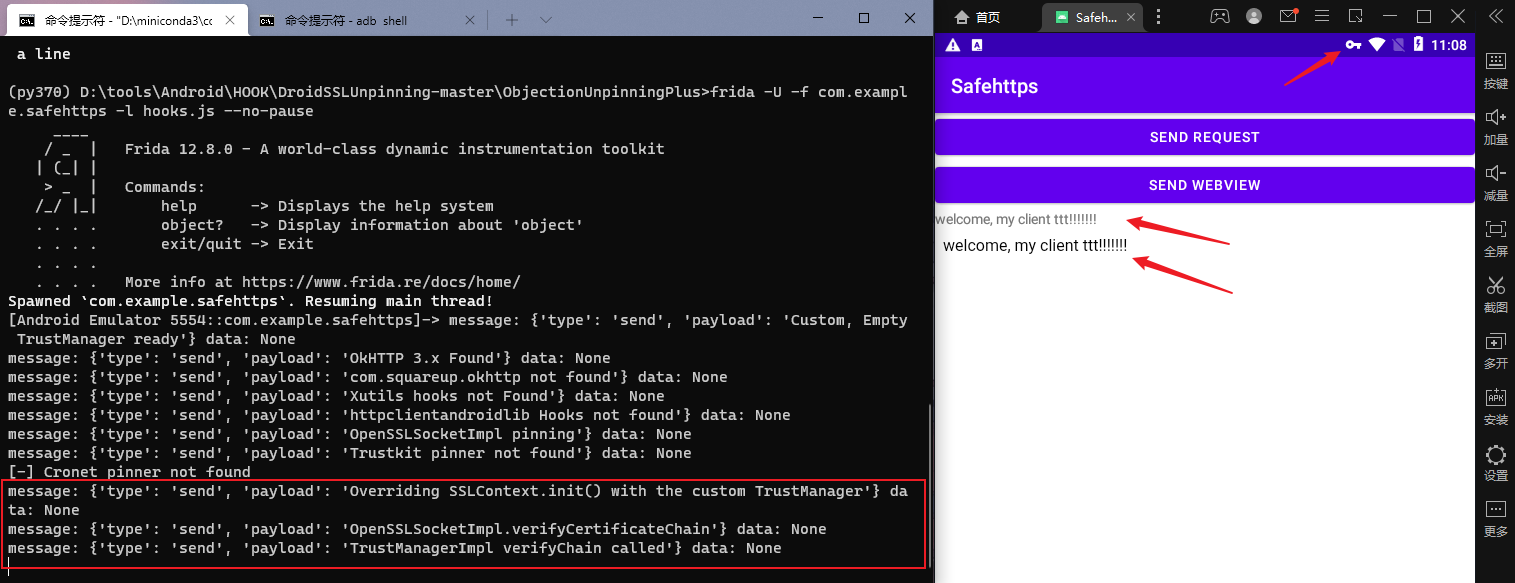 命令提示符 - "D:\miniconda3\cc
命令提示符 - adb shell
a line
(py370) D:\tools\Android\HOOK\DroidSSLUnpinning-master\ObjectionUnpinningPlus>frida -U -f com.exampl
e.safehttps -l hooks.js --no-pause
____
/ _  |   Frida 12.8.0 - A world-class dynamic instrumentation toolkit
| (_| |
> _  |   Commands:
/_/ |_|       help      -> Displays the help system
. . . .       object?   -> Display information about 'object'
. . . .       exit/quit -> Exit
. . . .
. . . .   More info at https://www.frida.re/docs/home/
Spawned `com.example.safehttps`. Resuming main thread!
[Android Emulator 5554::com.example.safehttps]-> message: {'type': 'send', 'payload': 'Custom, Empty
TrustManager ready'} data: None
message: {'type': 'send', 'payload': 'OkHTTP 3.x Found'} data: None
message: {'type': 'send', 'payload': 'com.squareup.okhttp not found'} data: None
message: {'type': 'send', 'payload': 'Xutils hooks not Found'} data: None
message: {'type': 'send', 'payload': 'httpclientandroidlib Hooks not found'} data: None
message: {'type': 'send', 'payload': 'OpenSSLSocketImpl pinning'} data: None
message: {'type': 'send', 'payload': 'Trustkit pinner not found'} data: None
[-] Cronet pinner not found
message: {'type': 'send', 'payload': 'Overriding SSLContext.init() with the custom TrustManager'} da
ta: None
message: {'type': 'send', 'payload': 'OpenSSLSocketImpl.verifyCertificateChain'} data: None
message: {'type': 'send', 'payload': 'TrustManagerImpl verifyChain called'} data: None
首页
Safeh...
A
11:08
Safehttps
SEND REQUEST
SEND WEBVIEW
welcome, my client ttt!!!!!!!
welcome, my client ttt!!!!!!!
按键
加量
减量
全屏
截图
多开
APK
安装
设置
更多